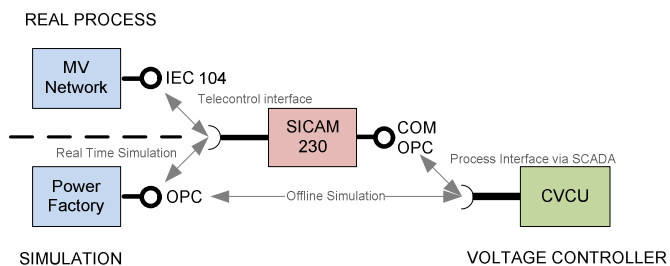 REAL PROCESS
MV
Network
IEC 104
Telecontrol interface
SICAM
230
COM
OPC
Real Time Simulation
Process Interface via SCADA
Power
Factory
OPC
Offline Simulation
CVCU
SIMULATION
VOLTAGE CONTROLLER